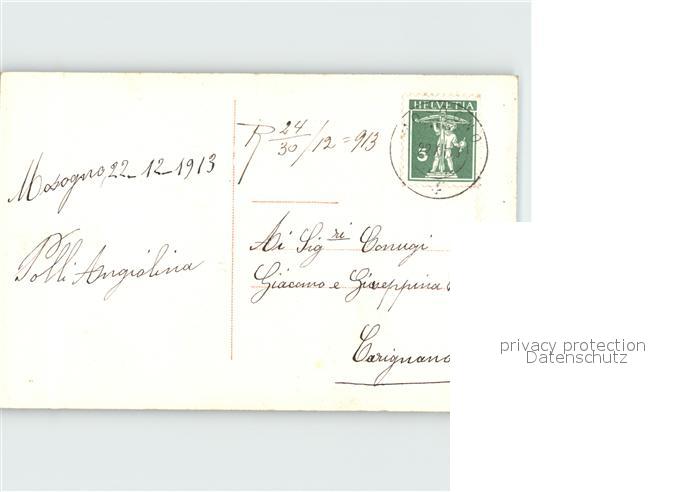 Mosogno, 22-12-1913
Polli Angiolina
R 24/30/12=913
HELVETIA
5
Ai Sig.ri Coniugi
Giacomo e Giuseppina
Carignano
privacy protection
Datenschutz